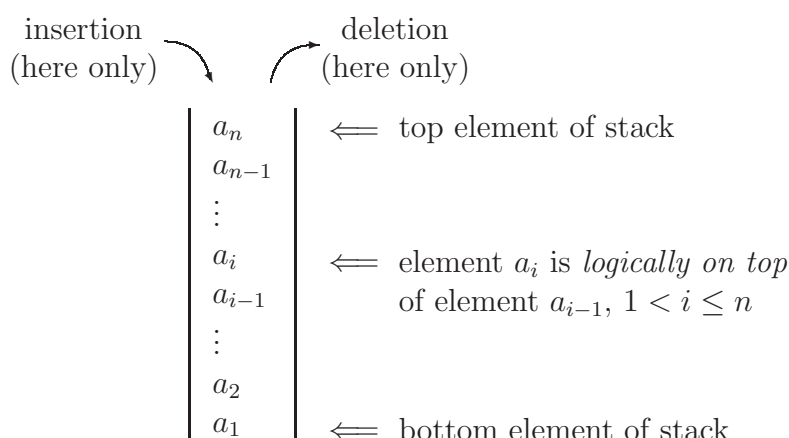 insertion
(here only)
deletion
(here only)
aₙ ⟸ top element of stack
aₙ₋₁
⋮
aᵢ ⟸ element aᵢ is logically on top
aᵢ₋₁ of element aᵢ₋₁, 1 < i ≤ n
⋮
a₂
a₁ ⟸ bottom element of stack